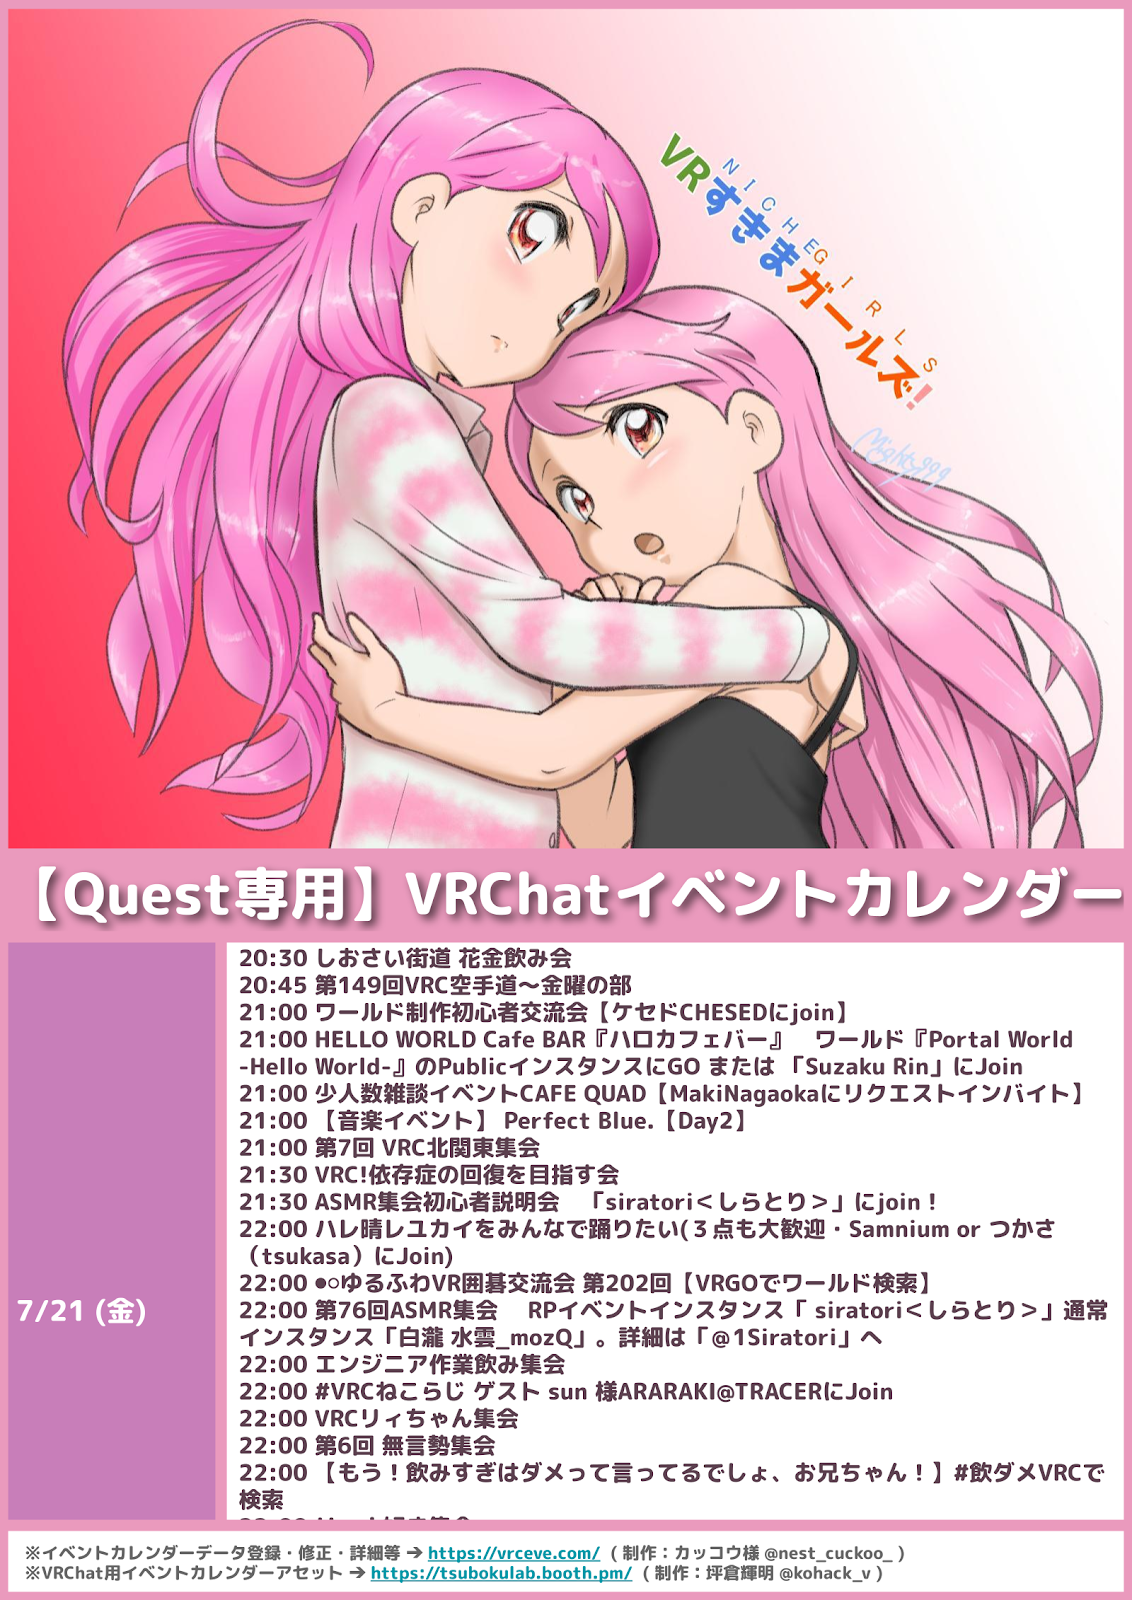 NICHEGIRLS
VRすきまガールズ!
Mighty999
【Quest専用】VRChatイベントカレンダー
7/21 (金)
20:30 しおさい街道 花金飲み会
20:45 第149回VRC空手道～金曜の部
21:00 ワールド制作初心者交流会【ケセドCHESEDにjoin】
21:00 HELLO WORLD Cafe BAR『ハロカフェバー』　ワールド『Portal World
-Hello World-』のPublicインスタンスにGO または 「Suzaku Rin」にJoin
21:00 少人数雑談イベントCAFE QUAD【MakiNagaokaにリクエストインバイト】
21:00 【音楽イベント】 Perfect Blue.【Day2】
21:00 第7回 VRC北関東集会
21:30 VRC!依存症の回復を目指す会
21:30 ASMR集会初心者説明会　「siratori＜しらとり＞」にjoin！
22:00 ハレ晴レユカイをみんなで踊りたい(３点も大歓迎・Samnium or つかさ
（tsukasa）にJoin)
22:00 ●○ゆるふわVR囲碁交流会 第202回【VRGOでワールド検索】
22:00 第76回ASMR集会　 RPイベントインスタンス「 siratori＜しらとり＞」通常
インスタンス「白瀧 水雲_mozQ」。詳細は「@1Siratori」へ
22:00 エンジニア作業飲み集会
22:00 #VRCねこらじ ゲスト sun 様ARARAKI@TRACERにJoin
22:00 VRCリィちゃん集会
22:00 第6回 無言勢集会
22:00 【もう！飲みすぎはダメって言ってるでしょ、お兄ちゃん！】#飲ダメVRCで
検索
※イベントカレンダーデータ登録・修正・詳細等 → https://vrceve.com/ ( 制作：カッコウ様 @nest_cuckoo_ )
※VRChat用イベントカレンダーアセット → https://tsubokulab.booth.pm/ ( 制作：坪倉輝明 @kohack_v )